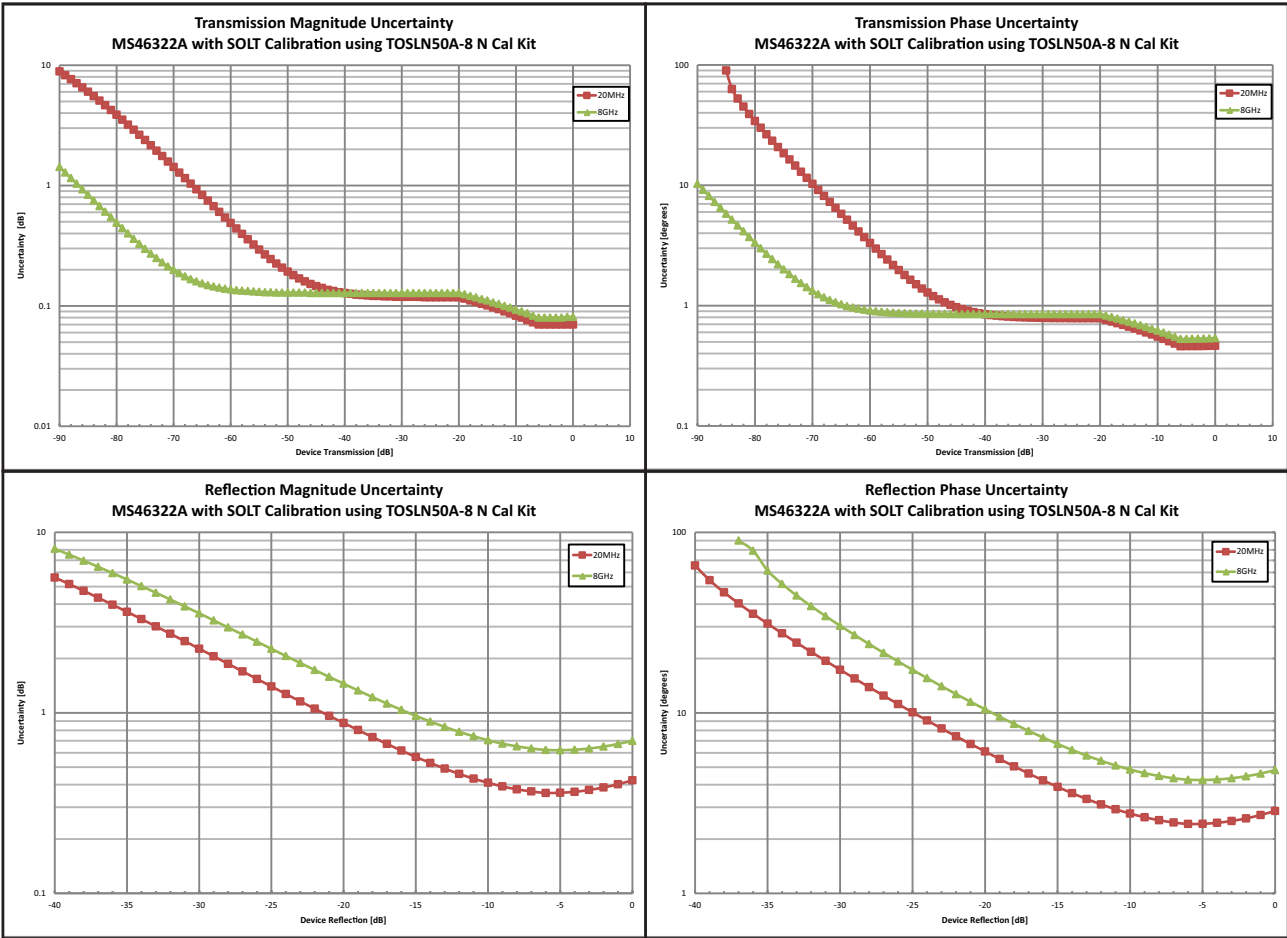 Transmission Magnitude Uncertainty
MS46322A with SOLT Calibration using TOSLN50A-8 N Cal Kit
10
1
0.1
0.01
Uncertainty [dB]
20MHz
8GHz
-90 -80 -70 -60 -50 -40 -30 -20 -10 0 10
Device Transmission [dB]
Transmission Phase Uncertainty
MS46322A with SOLT Calibration using TOSLN50A-8 N Cal Kit
100
10
1
0.1
Uncertainty [degrees]
20MHz
8GHz
-90 -80 -70 -60 -50 -40 -30 -20 -10 0 10
Device Transmission [dB]
Reflection Magnitude Uncertainty
MS46322A with SOLT Calibration using TOSLN50A-8 N Cal Kit
10
1
0.1
Uncertainty [dB]
20MHz
8GHz
-40 -35 -30 -25 -20 -15 -10 -5 0
Device Reflection [dB]
Reflection Phase Uncertainty
MS46322A with SOLT Calibration using TOSLN50A-8 N Cal Kit
100
10
1
Uncertainty [degrees]
20MHz
8GHz
-40 -35 -30 -25 -20 -15 -10 -5 0
Device Reflection [dB]